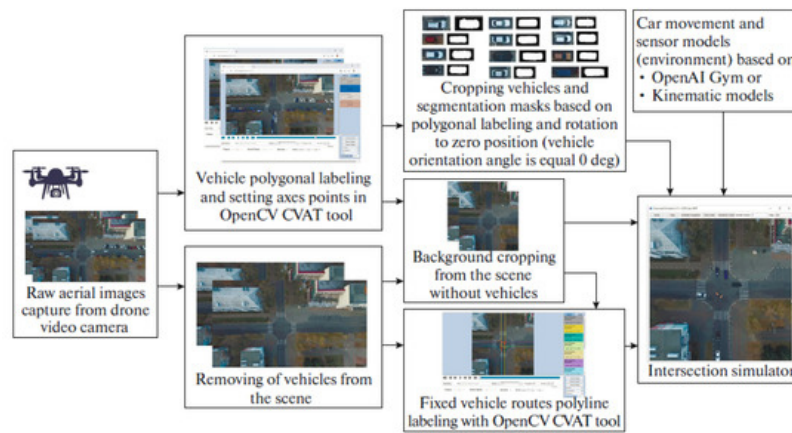 Raw aerial images
capture from drone
video camera
Vehicle polygonal labeling
and setting axes points in
OpenCV CVAT tool
Removing of vehicles from
the scene
Cropping vehicles and
segmentation masks based on
polygonal labeling and rotation
to zero position (vehicle
orientation angle is equal 0 deg)
Background cropping
from the scene
without vehicles
Fixed vehicle routes polyline
labeling with OpenCV CVAT tool
Car movement and
sensor models
(environment) based on
• OpenAI Gym or
• Kinematic models
Intersection simulator